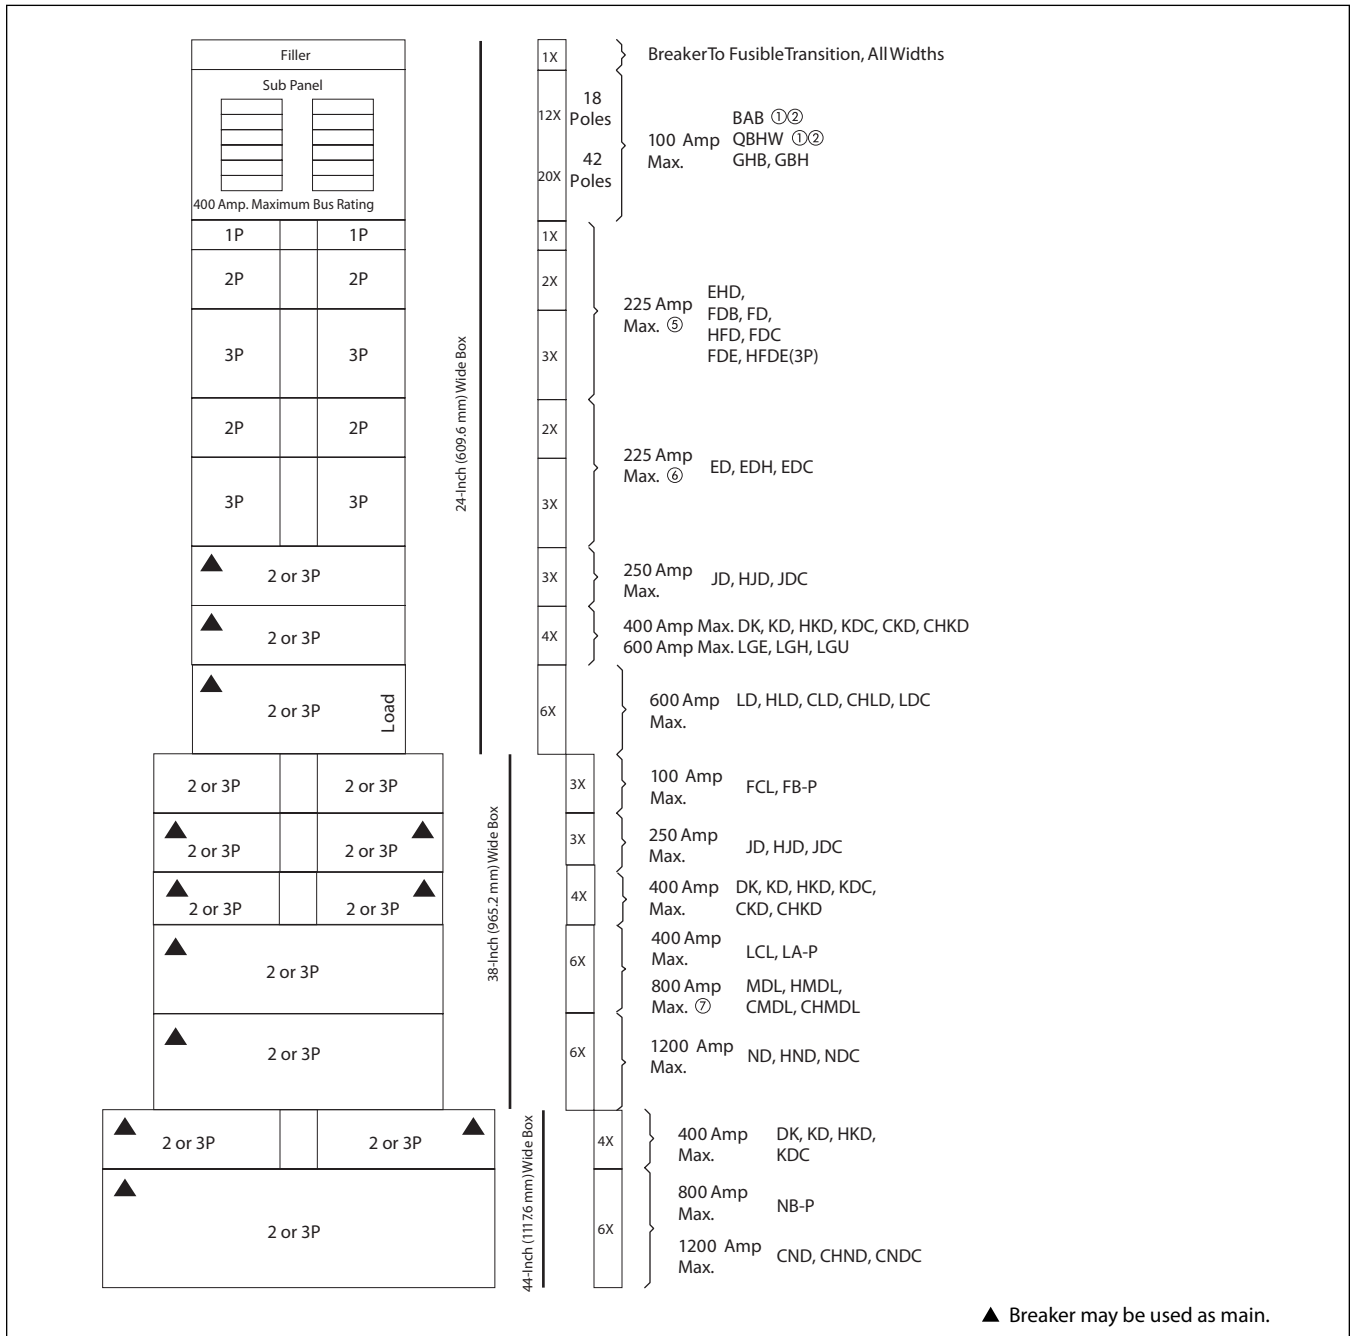 Filler
1X
BreakerTo FusibleTransition, All Widths
Sub Panel
400 Amp. Maximum Bus Rating
12X
18
Poles
20X
42
Poles
100 Amp
Max.
BAB ①②
QBHW ①②
GHB, GBH
1P
1P
1X
2P
2P
2X
3P
3P
3X
225 Amp
Max. ⑤
EHD,
FDB, FD,
HFD, FDC
FDE, HFDE(3P)
2P
2P
2X
3P
3P
3X
225 Amp
Max. ⑥
ED, EDH, EDC
24-Inch (609.6 mm) Wide Box
▲
2 or 3P
3X
250 Amp
Max.
JD, HJD, JDC
▲
2 or 3P
4X
400 Amp Max. DK, KD, HKD, KDC, CKD, CHKD
600 Amp Max. LGE, LGH, LGU
▲
2 or 3P
Load
6X
600 Amp
Max.
LD, HLD, CLD, CHLD, LDC
2 or 3P
2 or 3P
3X
100 Amp
Max.
FCL, FB-P
▲
2 or 3P
▲
2 or 3P
3X
250 Amp
Max.
JD, HJD, JDC
▲
2 or 3P
▲
2 or 3P
4X
400 Amp
Max.
DK, KD, HKD, KDC,
CKD, CHKD
38-Inch (965.2 mm) Wide Box
▲
2 or 3P
6X
400 Amp
Max.
LCL, LA-P
800 Amp
Max. ⑦
MDL, HMDL,
CMDL, CHMDL
▲
2 or 3P
6X
1200 Amp
Max.
ND, HND, NDC
▲
2 or 3P
▲
2 or 3P
4X
400 Amp
Max.
DK, KD, HKD,
KDC
44-Inch (1117.6 mm) Wide Box
▲
2 or 3P
6X
800 Amp
Max.
NB-P
1200 Amp
Max.
CND, CHND, CNDC
▲ Breaker may be used as main.